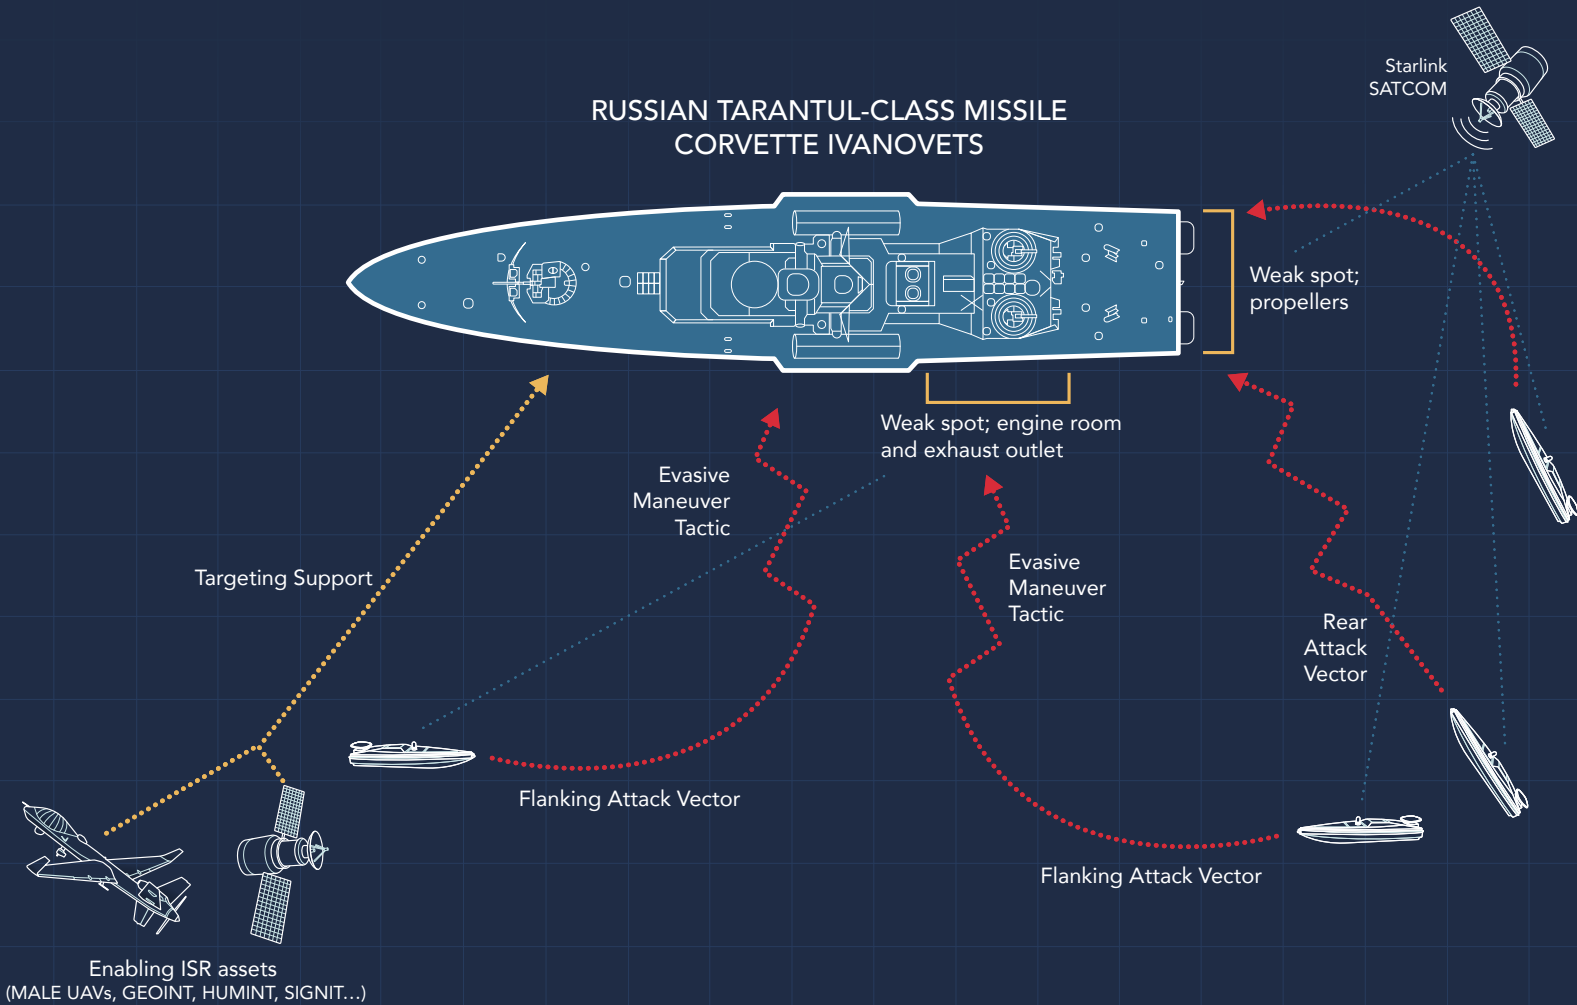 Starlink
SATCOM
RUSSIAN TARANTUL-CLASS MISSILE
CORVETTE IVANOVETS
Weak spot;
propellers
Weak spot; engine room
and exhaust outlet
Evasive
Maneuver
Tactic
Evasive
Maneuver
Tactic
Targeting Support
Rear
Attack
Vector
Flanking Attack Vector
Flanking Attack Vector
Enabling ISR assets
(MALE UAVs, GEOINT, HUMINT, SIGNIT...)